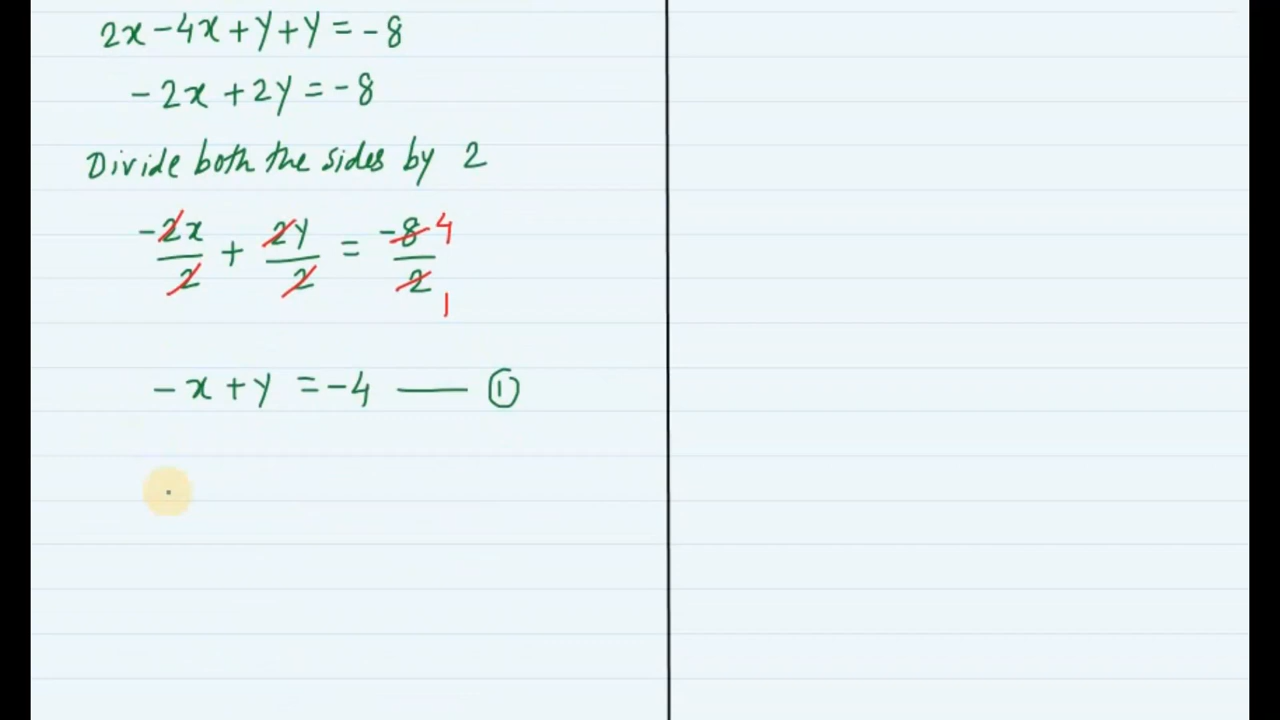 2x-4x+y+y=-8
-2x+2y=-8
Divide both the sides by 2
-2x/2 + 2y/2 = -8/2 4 1
-x+y=-4 —— ①